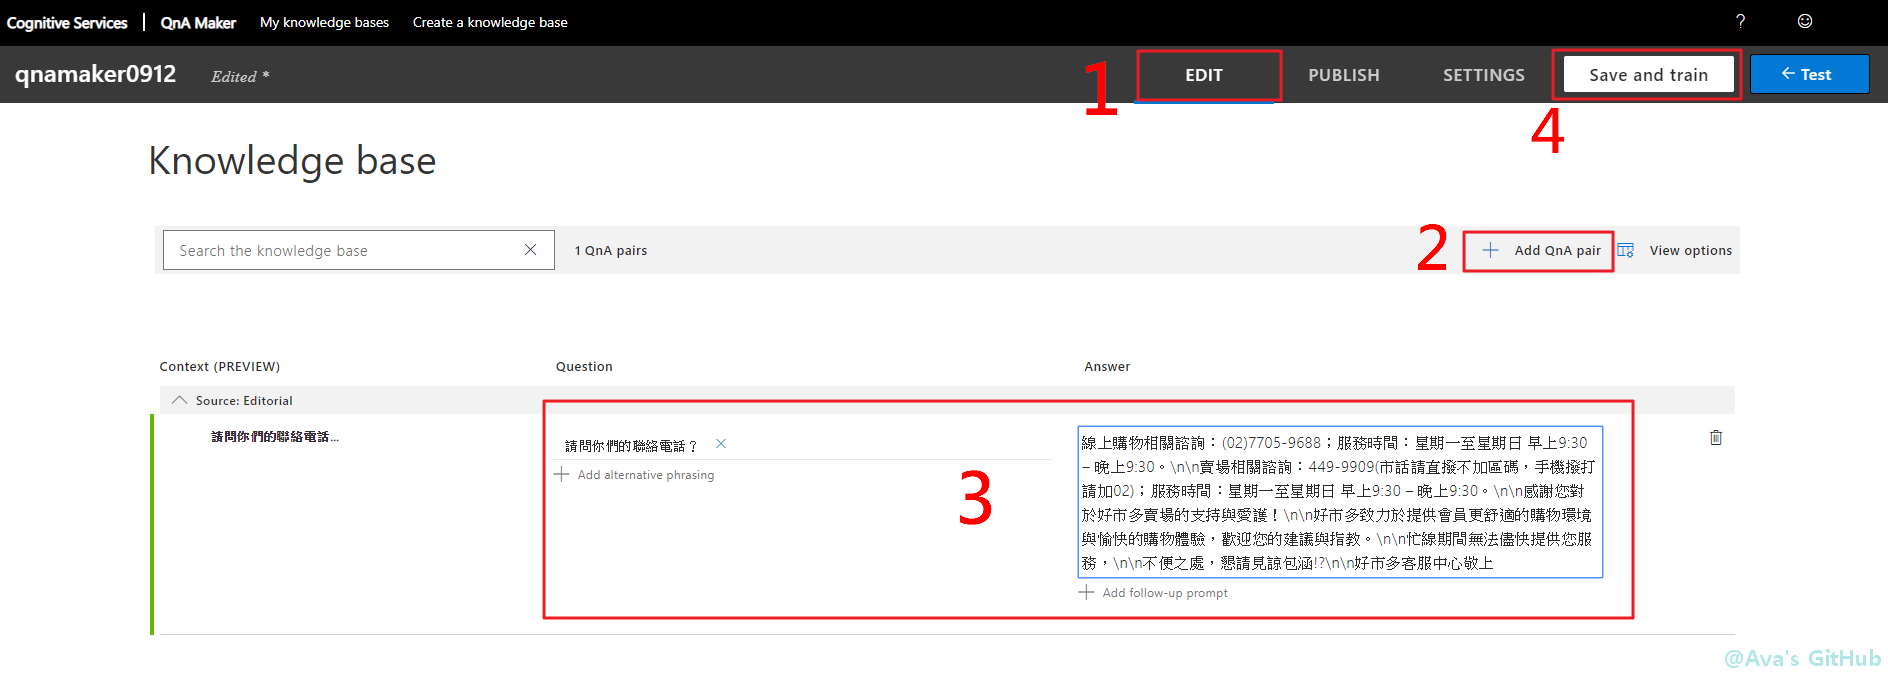 Cognitive Services | QnA Maker My knowledge bases Create a knowledge base ?
qnamaker0912 Edited * 1 EDIT PUBLISH SETTINGS Save and train ← Test
4
Knowledge base
Search the knowledge base 1 QnA pairs 2 Add QnA pair View options
Context (PREVIEW) Question Answer
Source: Editorial
請問你們的聯絡電話...
請問你們的聯絡電話?
Add alternative phrasing
3
線上購物相關諮詢:(02)7705-9688;服務時間:星期一至星期日 早上9:30
– 晚上9:30。\n\n賣場相關諮詢:449-9909(市話請直撥不加區碼,手機撥打
請加02);服務時間:星期一至星期日 早上9:30 – 晚上9:30。\n\n感謝您對
於好市多賣場的支持與愛護!\n\n好市多致力於提供會員更舒適的購物環境
與愉快的購物體驗,歡迎您的建議與指教。\n\n忙線期間無法儘快提供您服
務,\n\n不便之處,懇請見諒包涵!?\n\n好市多客服中心敬上
Add follow-up prompt
@Ava's GitHub